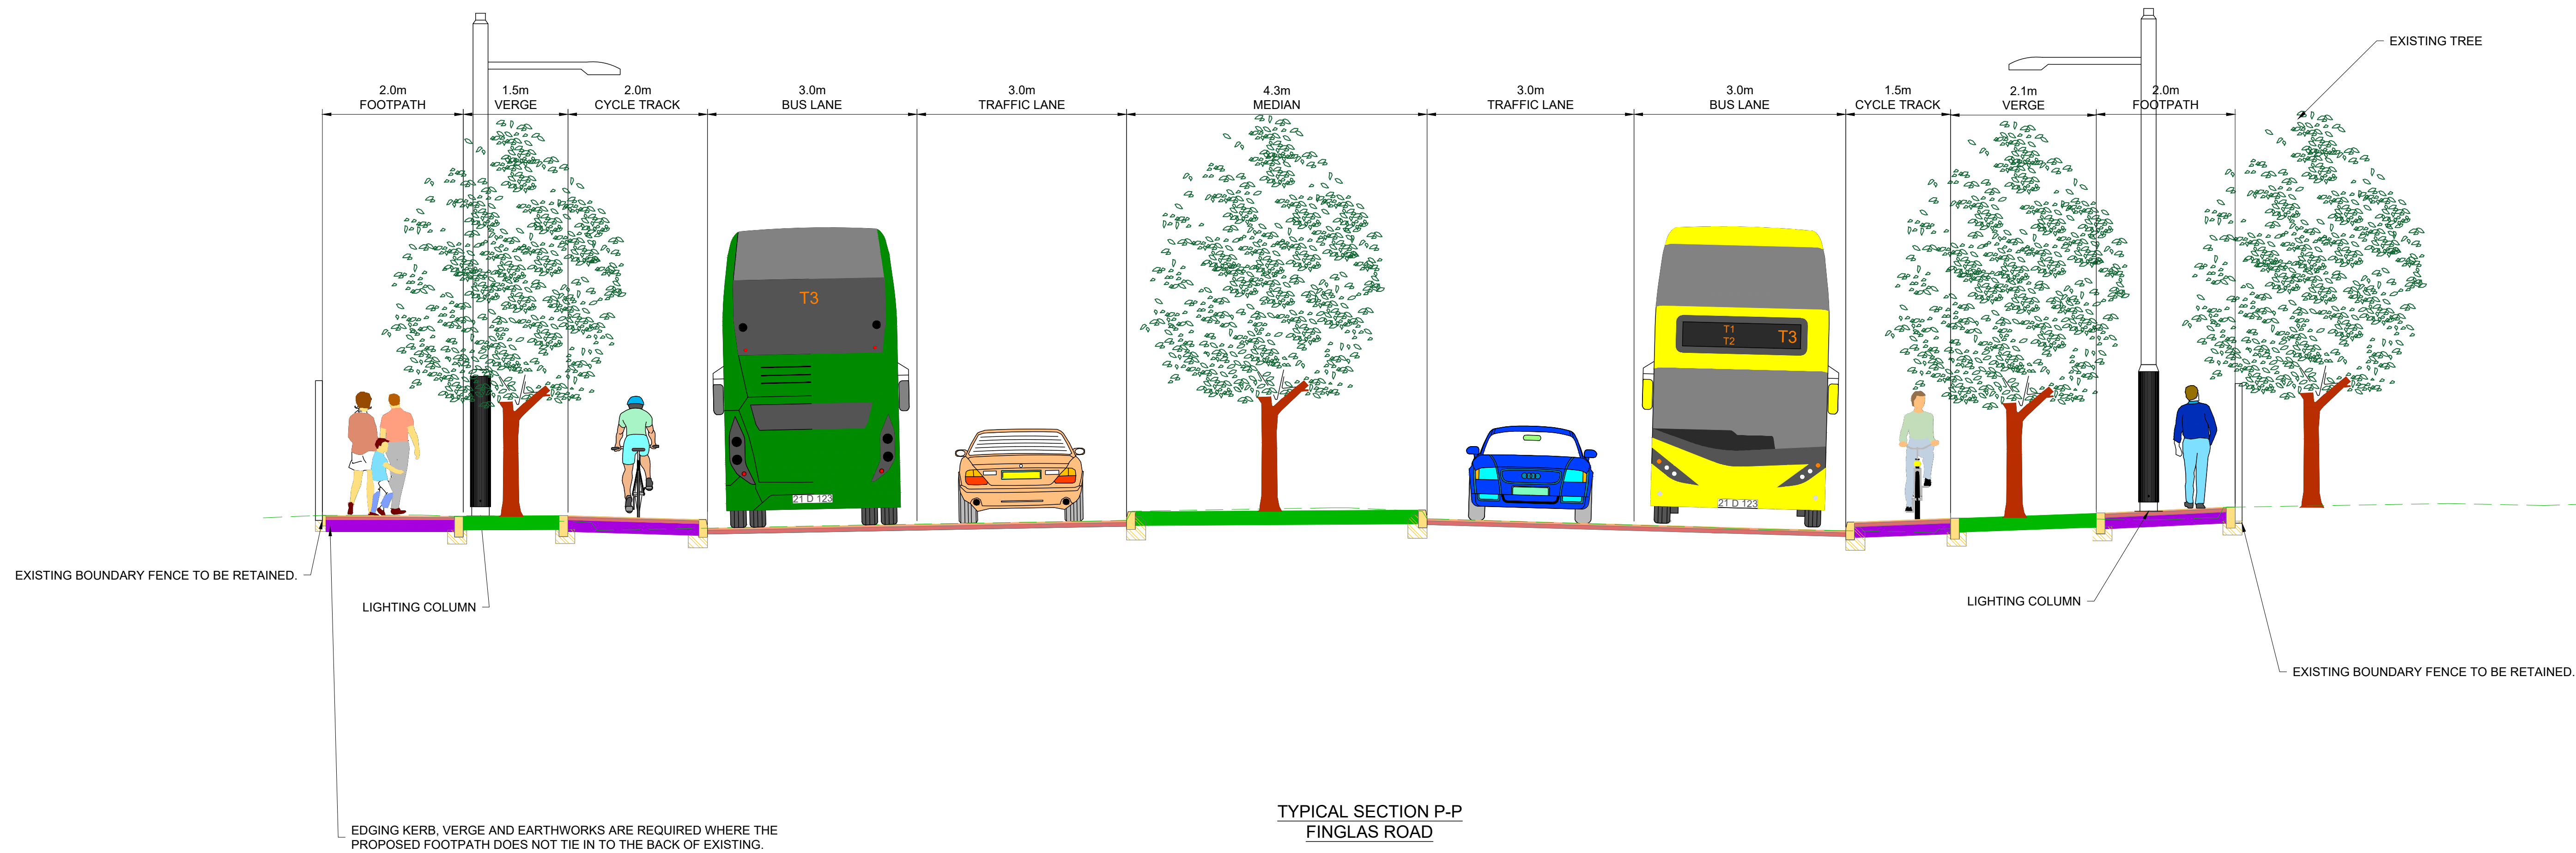 EXISTING TREE
2.0m
FOOTPATH
1.5m
VERGE
2.0m
CYCLE TRACK
3.0m
BUS LANE
3.0m
TRAFFIC LANE
4.3m
MEDIAN
3.0m
TRAFFIC LANE
3.0m
BUS LANE
1.5m
CYCLE TRACK
2.1m
VERGE
2.0m
FOOTPATH
T3
T1
T2
T3
21 D 123
21 D 123
EXISTING BOUNDARY FENCE TO BE RETAINED.
LIGHTING COLUMN
LIGHTING COLUMN
EXISTING BOUNDARY FENCE TO BE RETAINED.
EDGING KERB, VERGE AND EARTHWORKS ARE REQUIRED WHERE THE
PROPOSED FOOTPATH DOES NOT TIE IN TO THE BACK OF EXISTING.
TYPICAL SECTION P-P
FINGLAS ROAD